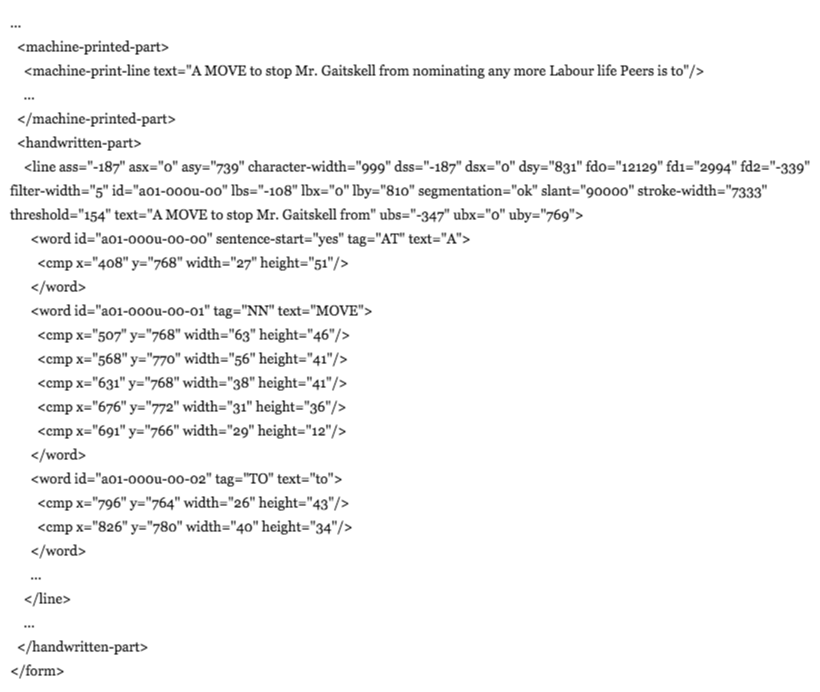 ...
<machine-printed-part>
<machine-print-line text="A MOVE to stop Mr. Gaitskell from nominating any more Labour life Peers is to"/>
...
</machine-printed-part>
<handwritten-part>
<line ass="-187" asx="0" asy="739" character-width="999" dss="-187" dsx="0" dsy="831" fd0="12129" fd1="2994" fd2="-339"
filter-width="5" id="a01-000u-00" lbs="-108" lbx="0" lby="810" segmentation="ok" slant="90000" stroke-width="7333"
threshold="154" text="A MOVE to stop Mr. Gaitskell from" ubs="-347" ubx="0" uby="769">
<word id="a01-000u-00-00" sentence-start="yes" tag="AT" text="A">
<cmp x="408" y="768" width="27" height="51"/>
</word>
<word id="a01-000u-00-01" tag="NN" text="MOVE">
<cmp x="507" y="768" width="63" height="46"/>
<cmp x="568" y="770" width="56" height="41"/>
<cmp x="631" y="768" width="38" height="41"/>
<cmp x="676" y="772" width="31" height="36"/>
<cmp x="691" y="766" width="29" height="12"/>
</word>
<word id="a01-000u-00-02" tag="TO" text="to">
<cmp x="796" y="764" width="26" height="43"/>
<cmp x="826" y="780" width="40" height="34"/>
</word>
...
</line>
...
</handwritten-part>
</form>